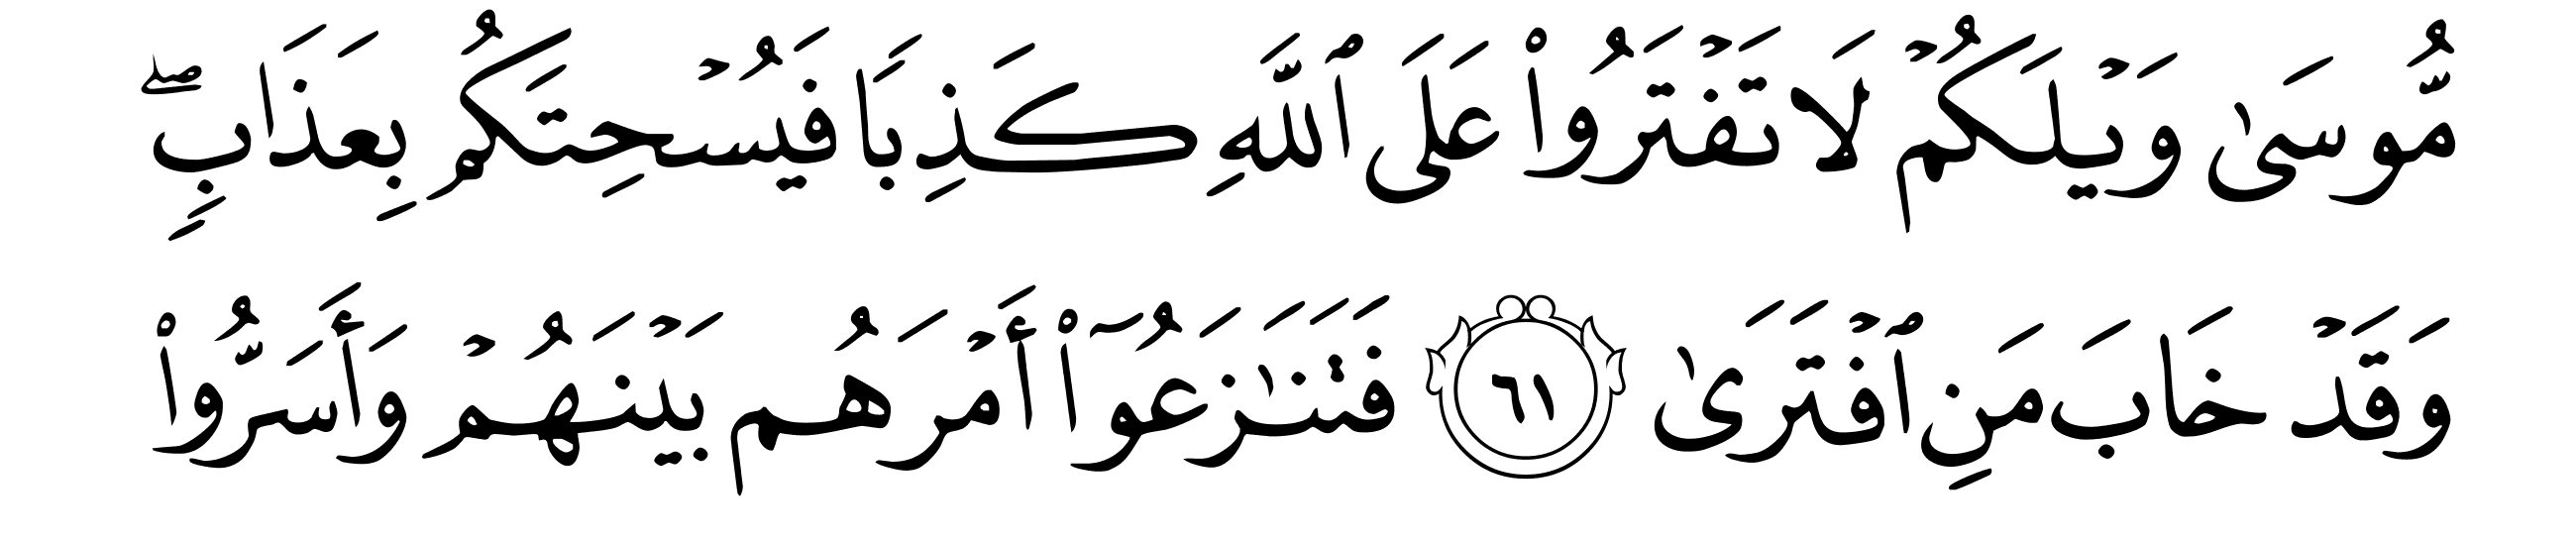 مُّوسَىٰ وَيۡلَكُمۡ لَا تَفۡتَرُواْ عَلَى ٱللَّهِ كَذِبٗا فَيُسۡحِتَكُم بِعَذَابٖۖ
وَقَدۡ خَابَ مَنِ ٱفۡتَرَىٰ ٦١ فَتَنَٰزَعُوٓاْ أَمۡرَهُم بَيۡنَهُمۡ وَأَسَرُّواْ